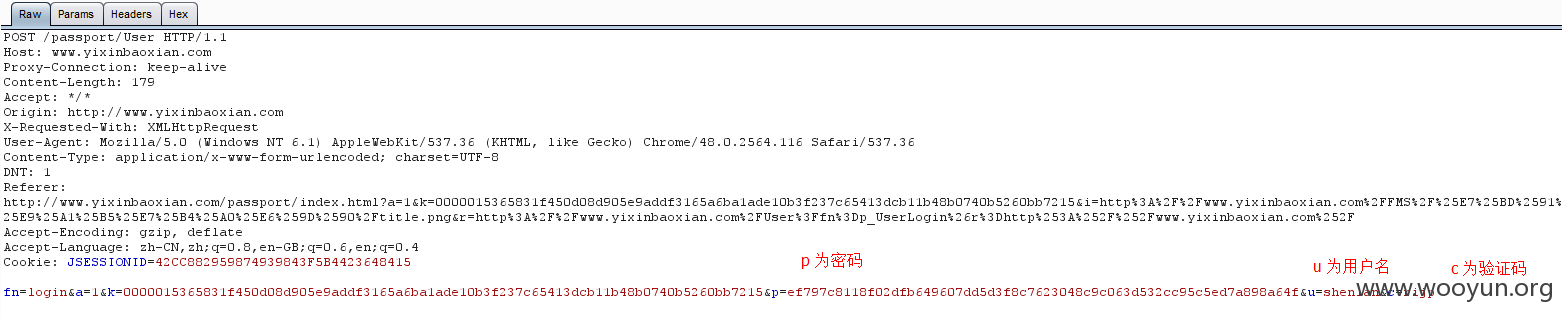 Raw Params Headers Hex
POST /passport/User HTTP/1.1
Host: www.yixinbaoxian.com
Proxy-Connection: keep-alive
Content-Length: 179
Accept: */*
Origin: http://www.yixinbaoxian.com
X-Requested-With: XMLHttpRequest
User-Agent: Mozilla/5.0 (Windows NT 6.1) AppleWebKit/537.36 (KHTML, like Gecko) Chrome/48.0.2564.116 Safari/537.36
Content-Type: application/x-www-form-urlencoded; charset=UTF-8
DNT: 1
Referer:
http://www.yixinbaoxian.com/passport/index.html?a=1&k=0000015365831f450d08d905e9addf3165a6ba1ade10b3f237c65413dcb11b48b0740b5260bb7215&i=http%3A%2F%2Fwww.yixinbaoxian.com%2FFMS%2F%25E7%25BD%2591%
25E9%25A1%25B5%25E7%25B4%25A0%25E6%259D%2590%2Ftitle.png&r=http%3A%2F%2Fwww.yixinbaoxian.com%2FUser%3Ffn%3Dp_UserLogin%26r%3Dhttp%253A%252F%252Fwww.yixinbaoxian.com%252F
Accept-Encoding: gzip, deflate
Accept-Language: zh-CN,zh;q=0.8,en-GB;q=0.6,en;q=0.4
Cookie: JSESSIONID=42CC882959874939843F5B4423648415
p 为密码
u 为用户名
c 为验证码
fn=login&a=1&k=0000015365831f450d08d905e9addf3165a6ba1ade10b3f237c65413dcb11b48b0740b5260bb7215&p=ef797c8118f02dfb649607dd5d3f8c7623048c9c063d532cc95c5ed7a898a64f&u=shenlan
www.wooyun.org